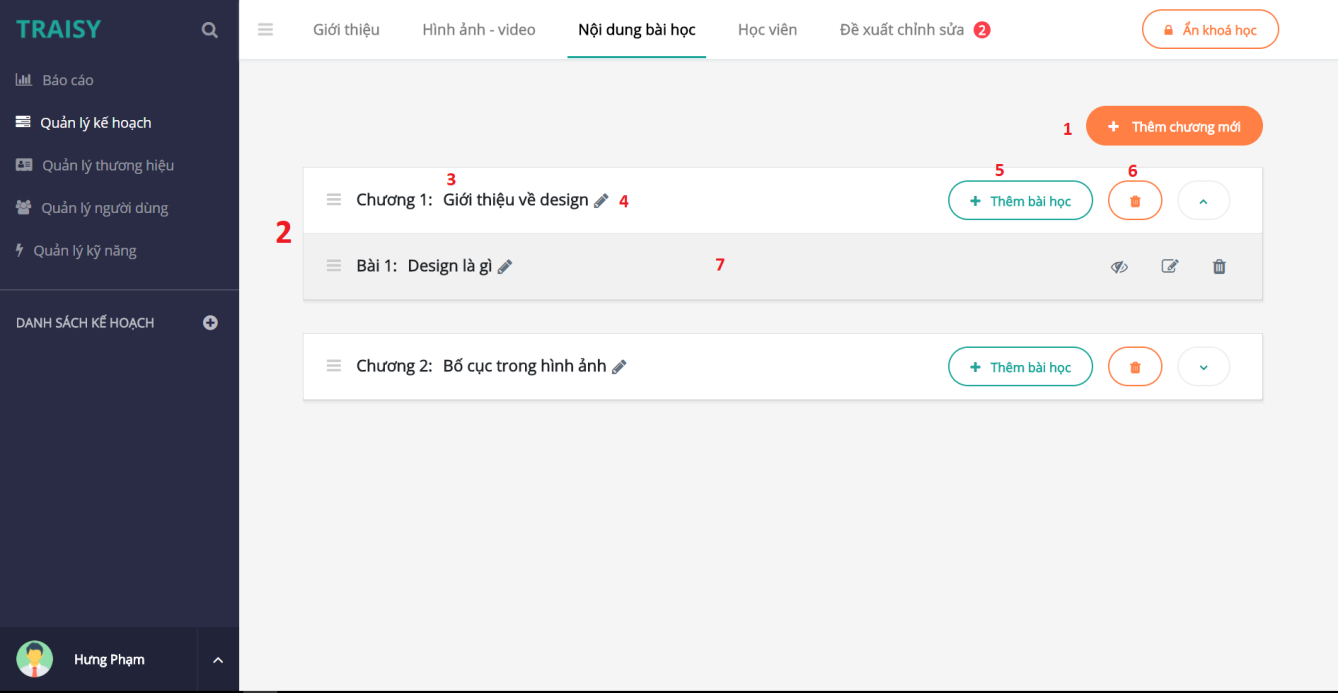 TRAISY
Báo cáo
Quản lý kế hoạch
Quản lý thương hiệu
Quản lý người dùng
Quản lý kỹ năng
DANH SÁCH KẾ HOẠCH
Hưng Phạm
Giới thiệu Hình ảnh - video Nội dung bài học Học viên Đề xuất chỉnh sửa 2 Ẩn khoá học
1 Thêm chương mới
2
3 5 6
Chương 1: Giới thiệu về design 4 Thêm bài học
Bài 1: Design là gì 7
Chương 2: Bố cục trong hình ảnh Thêm bài học